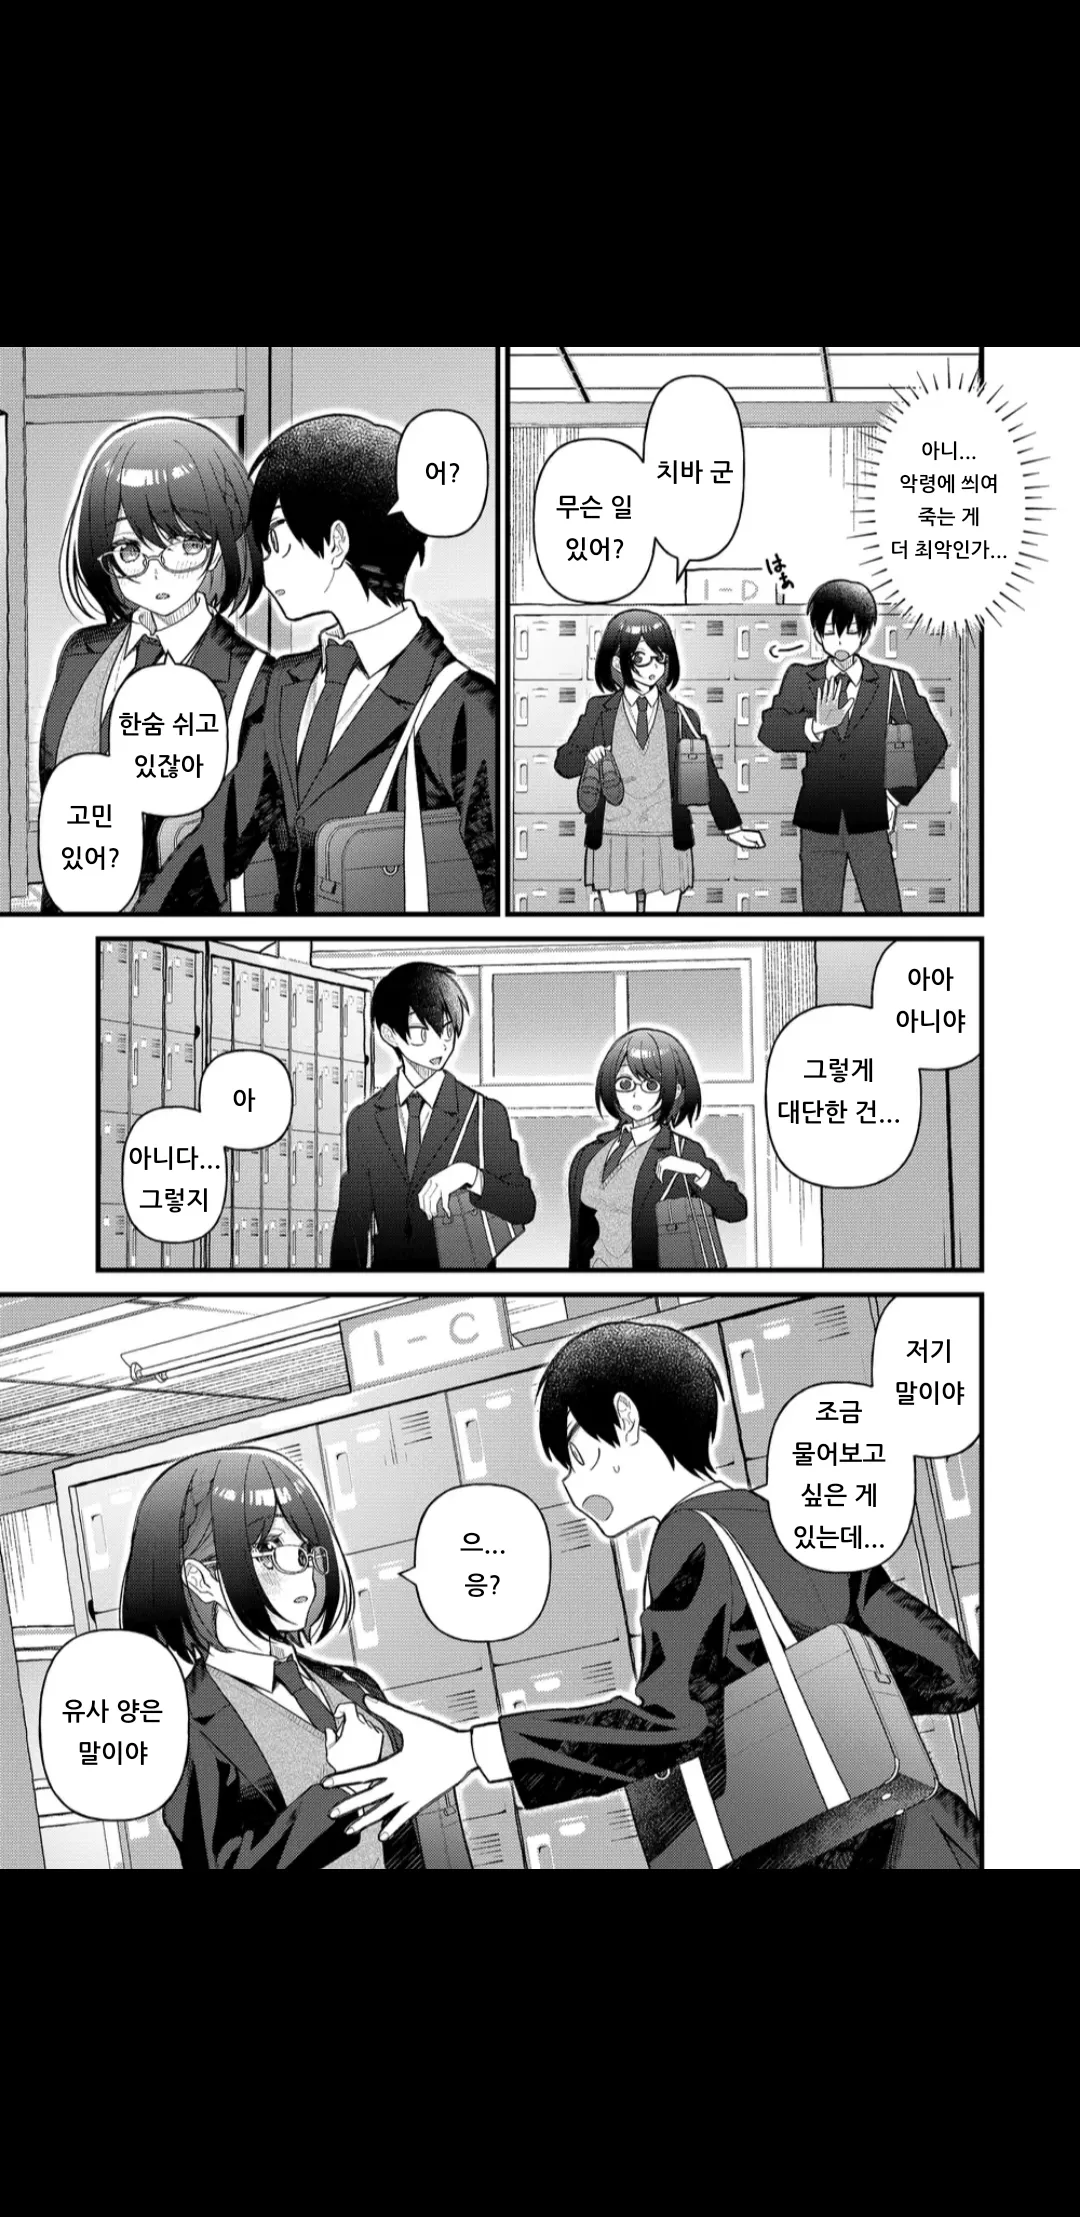 아니...
악령에 씌여
죽는 게
더 최악인가...
はぁ
치바 군
무슨 일
있어?
1-D
어?
한숨 쉬고
있잖아
고민
있어?
아아
아니야
그렇게
대단한 건...
아
아니다...
그렇지
저기
말이야
조금
물어보고
싶은 게
있는데...
1-C
으...
응?
유사 양은
말이야